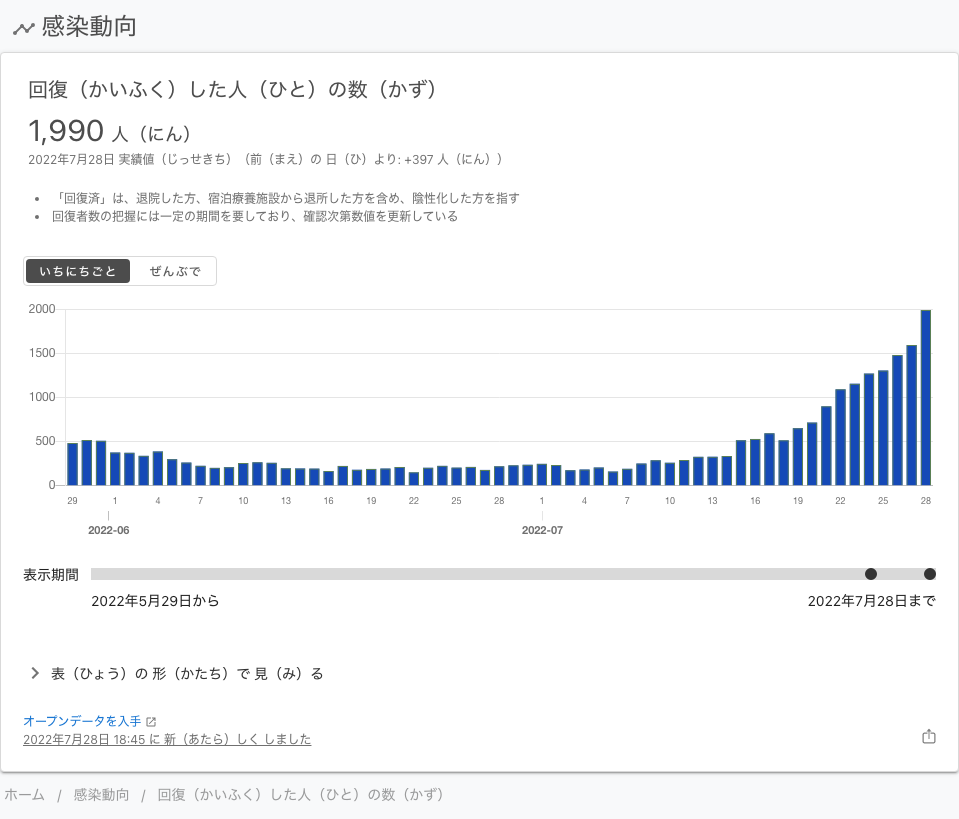 感染動向
回復（かいふく）した人（ひと）の数（かず）
1,990 人（にん）
2022年7月28日 実績値（じっせきち）（前（まえ）の 日（ひ）より: +397 人（にん））
「回復済」は、退院した方、宿泊療養施設から退所した方を含め、陰性化した方を指す
回復者数の把握には一定の期間を要しており、確認次第数値を更新している
いちにちごと ぜんぶで
2000
1500
1000
500
0
29 1 4 7 10 13 16 19 22 25 28 1 4 7 10 13 16 19 22 25 28
2022-06 2022-07
表示期間
2022年5月29日から 2022年7月28日まで
表（ひょう）の 形（かたち）で 見（み）る
オープンデータを入手
2022年7月28日 18:45 に 新（あたら）しく しました
ホーム / 感染動向 / 回復（かいふく）した人（ひと）の数（かず）